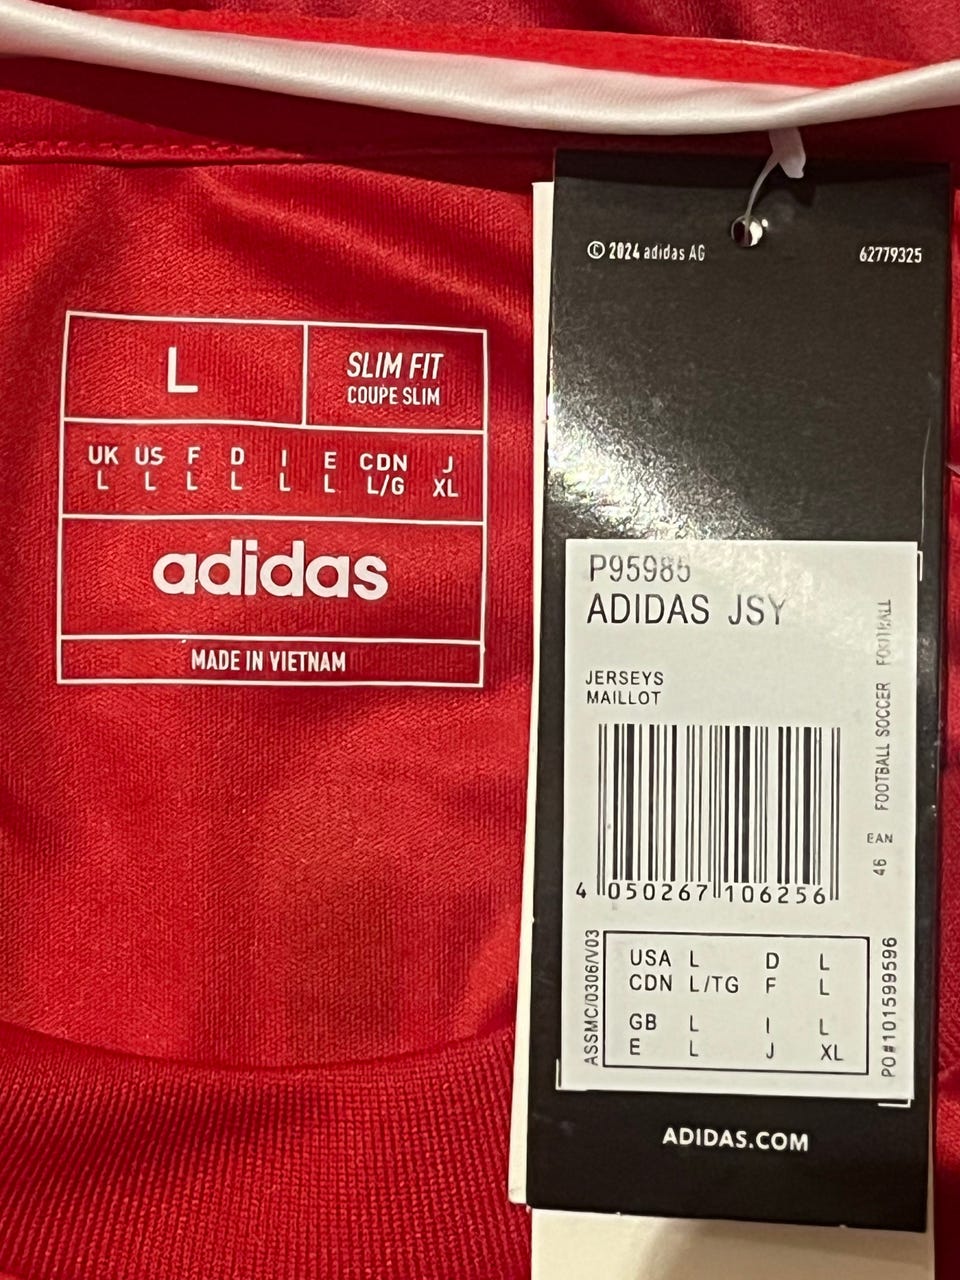 L
SLIM FIT
COUPE SLIM
UK US F D I E CDN J
L L L L L L L/G XL
adidas
MADE IN VIETNAM
© 2024 adidas AG
62779325
P95985
ADIDAS JSY
JERSEYS
MAILLOT
4 050267 106256
46 EAN FOOTBALL SOCCER FOOTBALL
ASSMC/0306/V03
USA L D L
CDN L/TG F L
GB L I L
E L J XL
PO#101599596
ADIDAS.COM